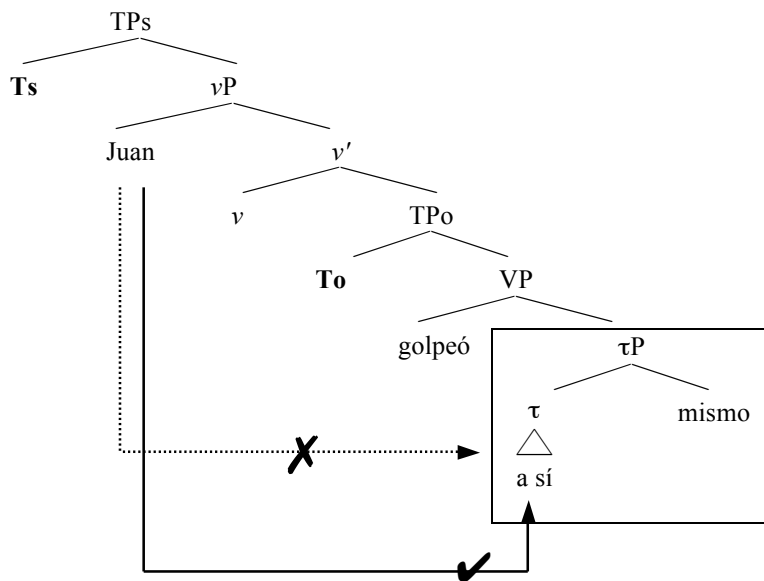 TPs
Ts vP
Juan v'
v TPo
To VP
golpeó τP
τ mismo
✗
a sí
✔